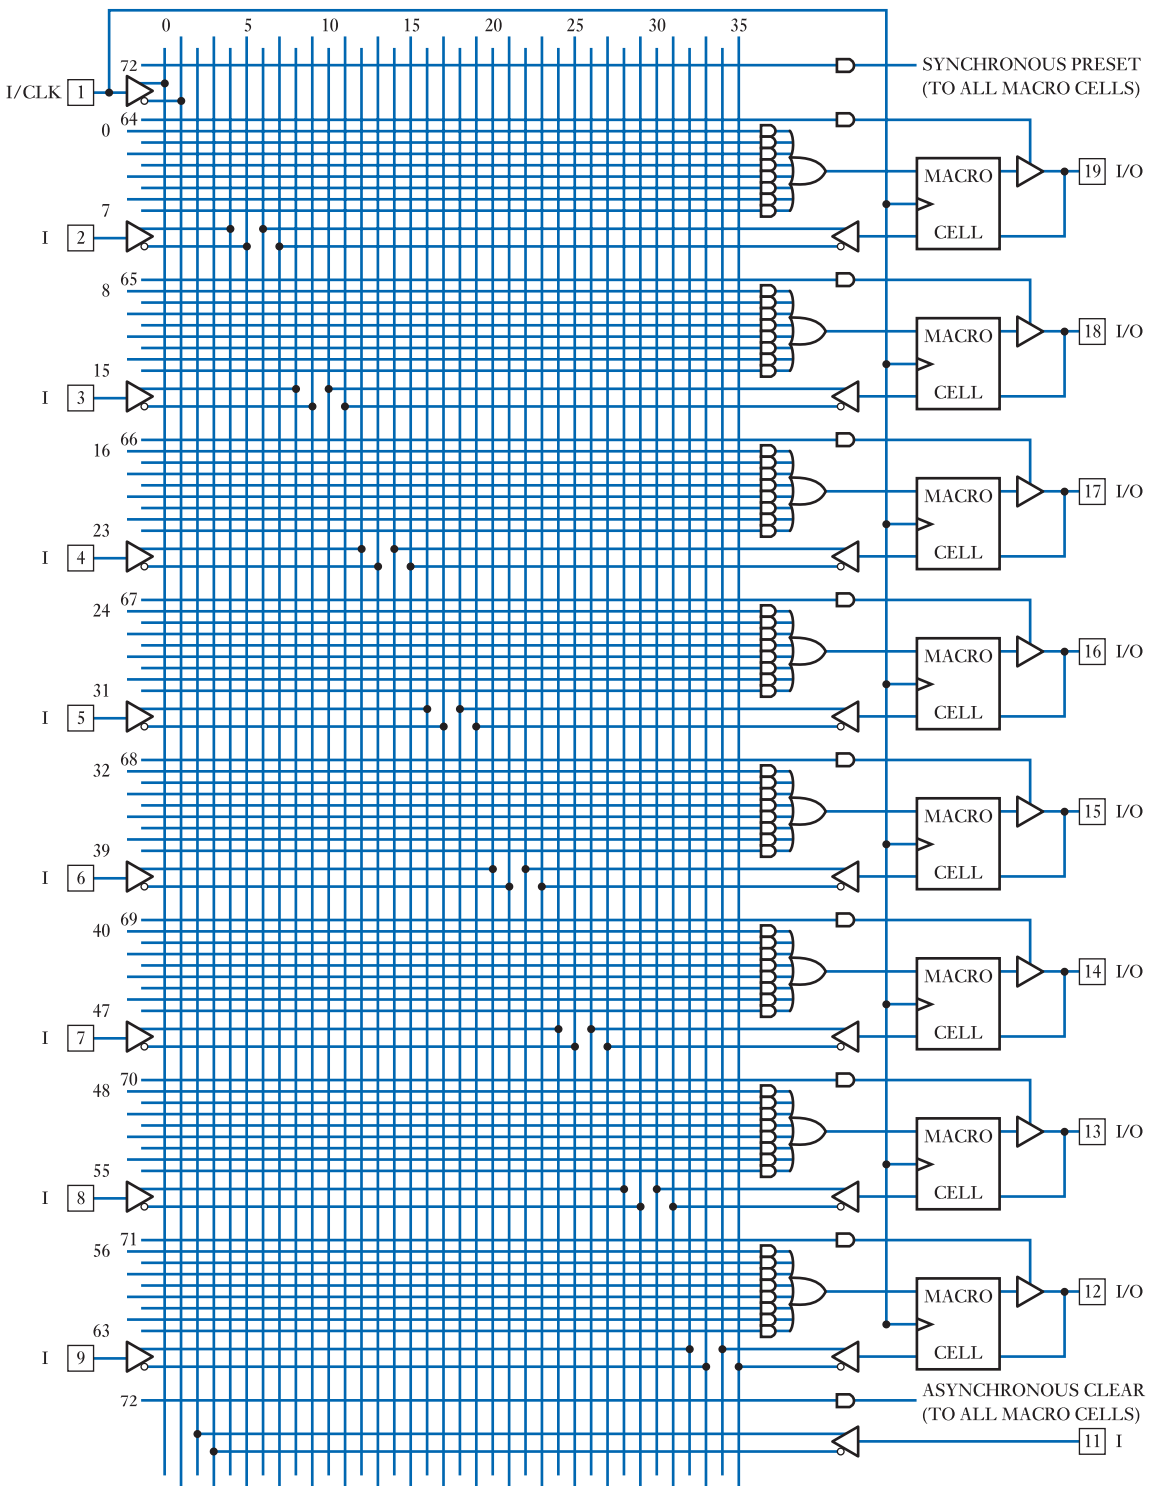 0 5 10 15 20 25 30 35
72 SYNCHRONOUS PRESET
I/CLK 1 (TO ALL MACRO CELLS)
64
0
MACRO 19 I/O
7
I 2 CELL
65
8
MACRO 18 I/O
15
I 3 CELL
66
16
MACRO 17 I/O
23
I 4 CELL
67
24
MACRO 16 I/O
31
I 5 CELL
68
32
MACRO 15 I/O
39
I 6 CELL
69
40
MACRO 14 I/O
47
I 7 CELL
70
48
MACRO 13 I/O
55
I 8 CELL
71
56
MACRO 12 I/O
63
I 9 CELL
72 ASYNCHRONOUS CLEAR
(TO ALL MACRO CELLS)
11 I